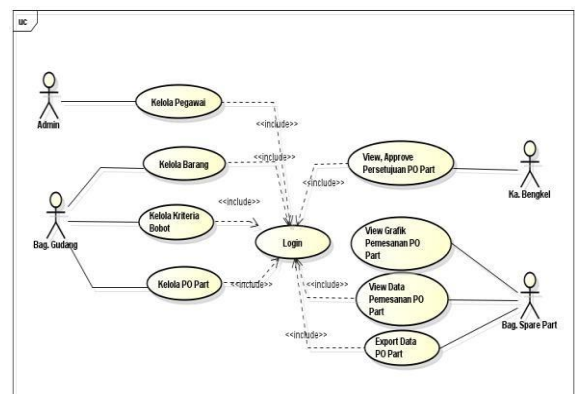 uc
Admin
Kelola Pegawai
<<include>>
Kelola Barang
<<include>>
View, Approve
Persetujuan PO Part
<<include>>
Ka. Bengkel
Bag. Gudang
Kelola Kriteria
Bobot
<<include>>
Login
View Grafik
Pemesanan PO
Part
Kelola PO Part
<<include>>
<<include>>
View Data
Pemesanan PO
Part
Bag. Spare Part
<<include>>
Export Data
PO Part